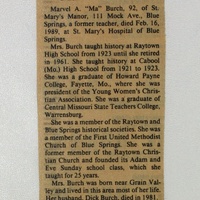 Marvel A. "Ma" Burch, 92, of St.
Mary's Manor, 111 Mock Ave., Blue
Springs, a former teacher, died Feb. 16,
1989, at St. Mary's Hospital of Blue
Springs.
Mrs. Burch taught history at Raytown
High School from 1923 until she retired
in 1961. She taught history at Cabool
(Mo.) High School from 1921 to 1923.
She was a graduate of Howard Payne
College, Fayette, Mo., where she was
president of the Young Women's Chris-
tian Association. She was a graduate of
Central Missouri State Teachers College,
Warrensburg.
She was a member of the Raytown and
Blue Springs historical societies. She was
a member of the First United Methodist
Church of Blue Springs. She was a
former member of the Raytown Chris-
tian Church and founded its Adam and
Eve Sunday school class, which she
taught for 25 years.
Mrs. Burch was born near Grain Val-
ley and lived in this area most of her life.
Her husband, Dick Burch, died in 1981.